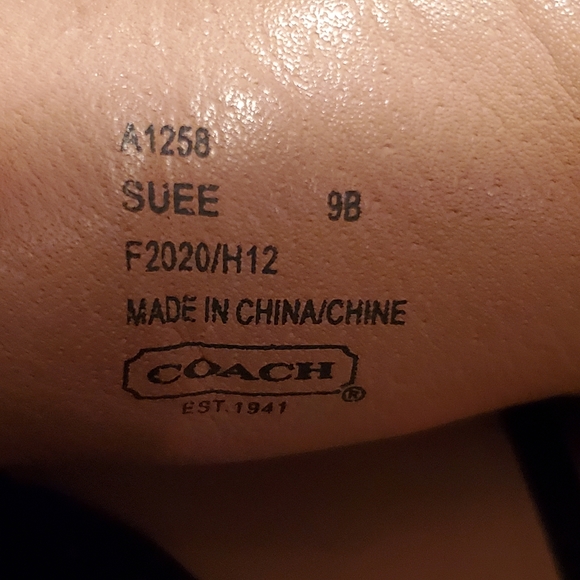 A1258
SUEE 9B
F2020/H12
MADE IN CHINA/CHINE
COACH®
EST. 1941